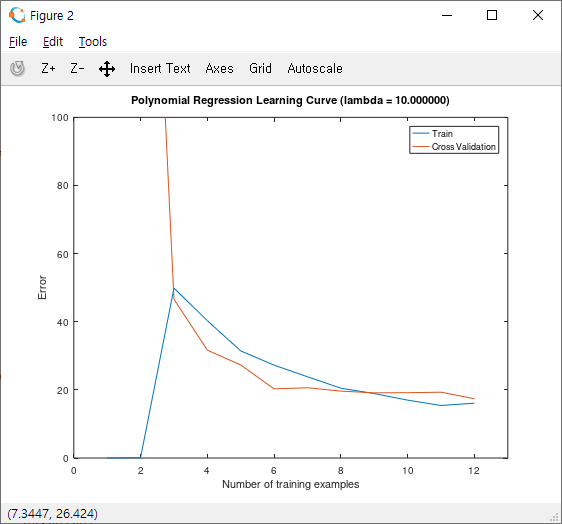 Figure 2
File Edit Tools
Z+ Z- Insert Text Axes Grid Autoscale
Polynomial Regression Learning Curve (lambda = 10.000000)
Train
Cross Validation
100
80
60
40
20
0
Error
0 2 4 6 8 10 12
Number of training examples
(7.3447, 26.424)